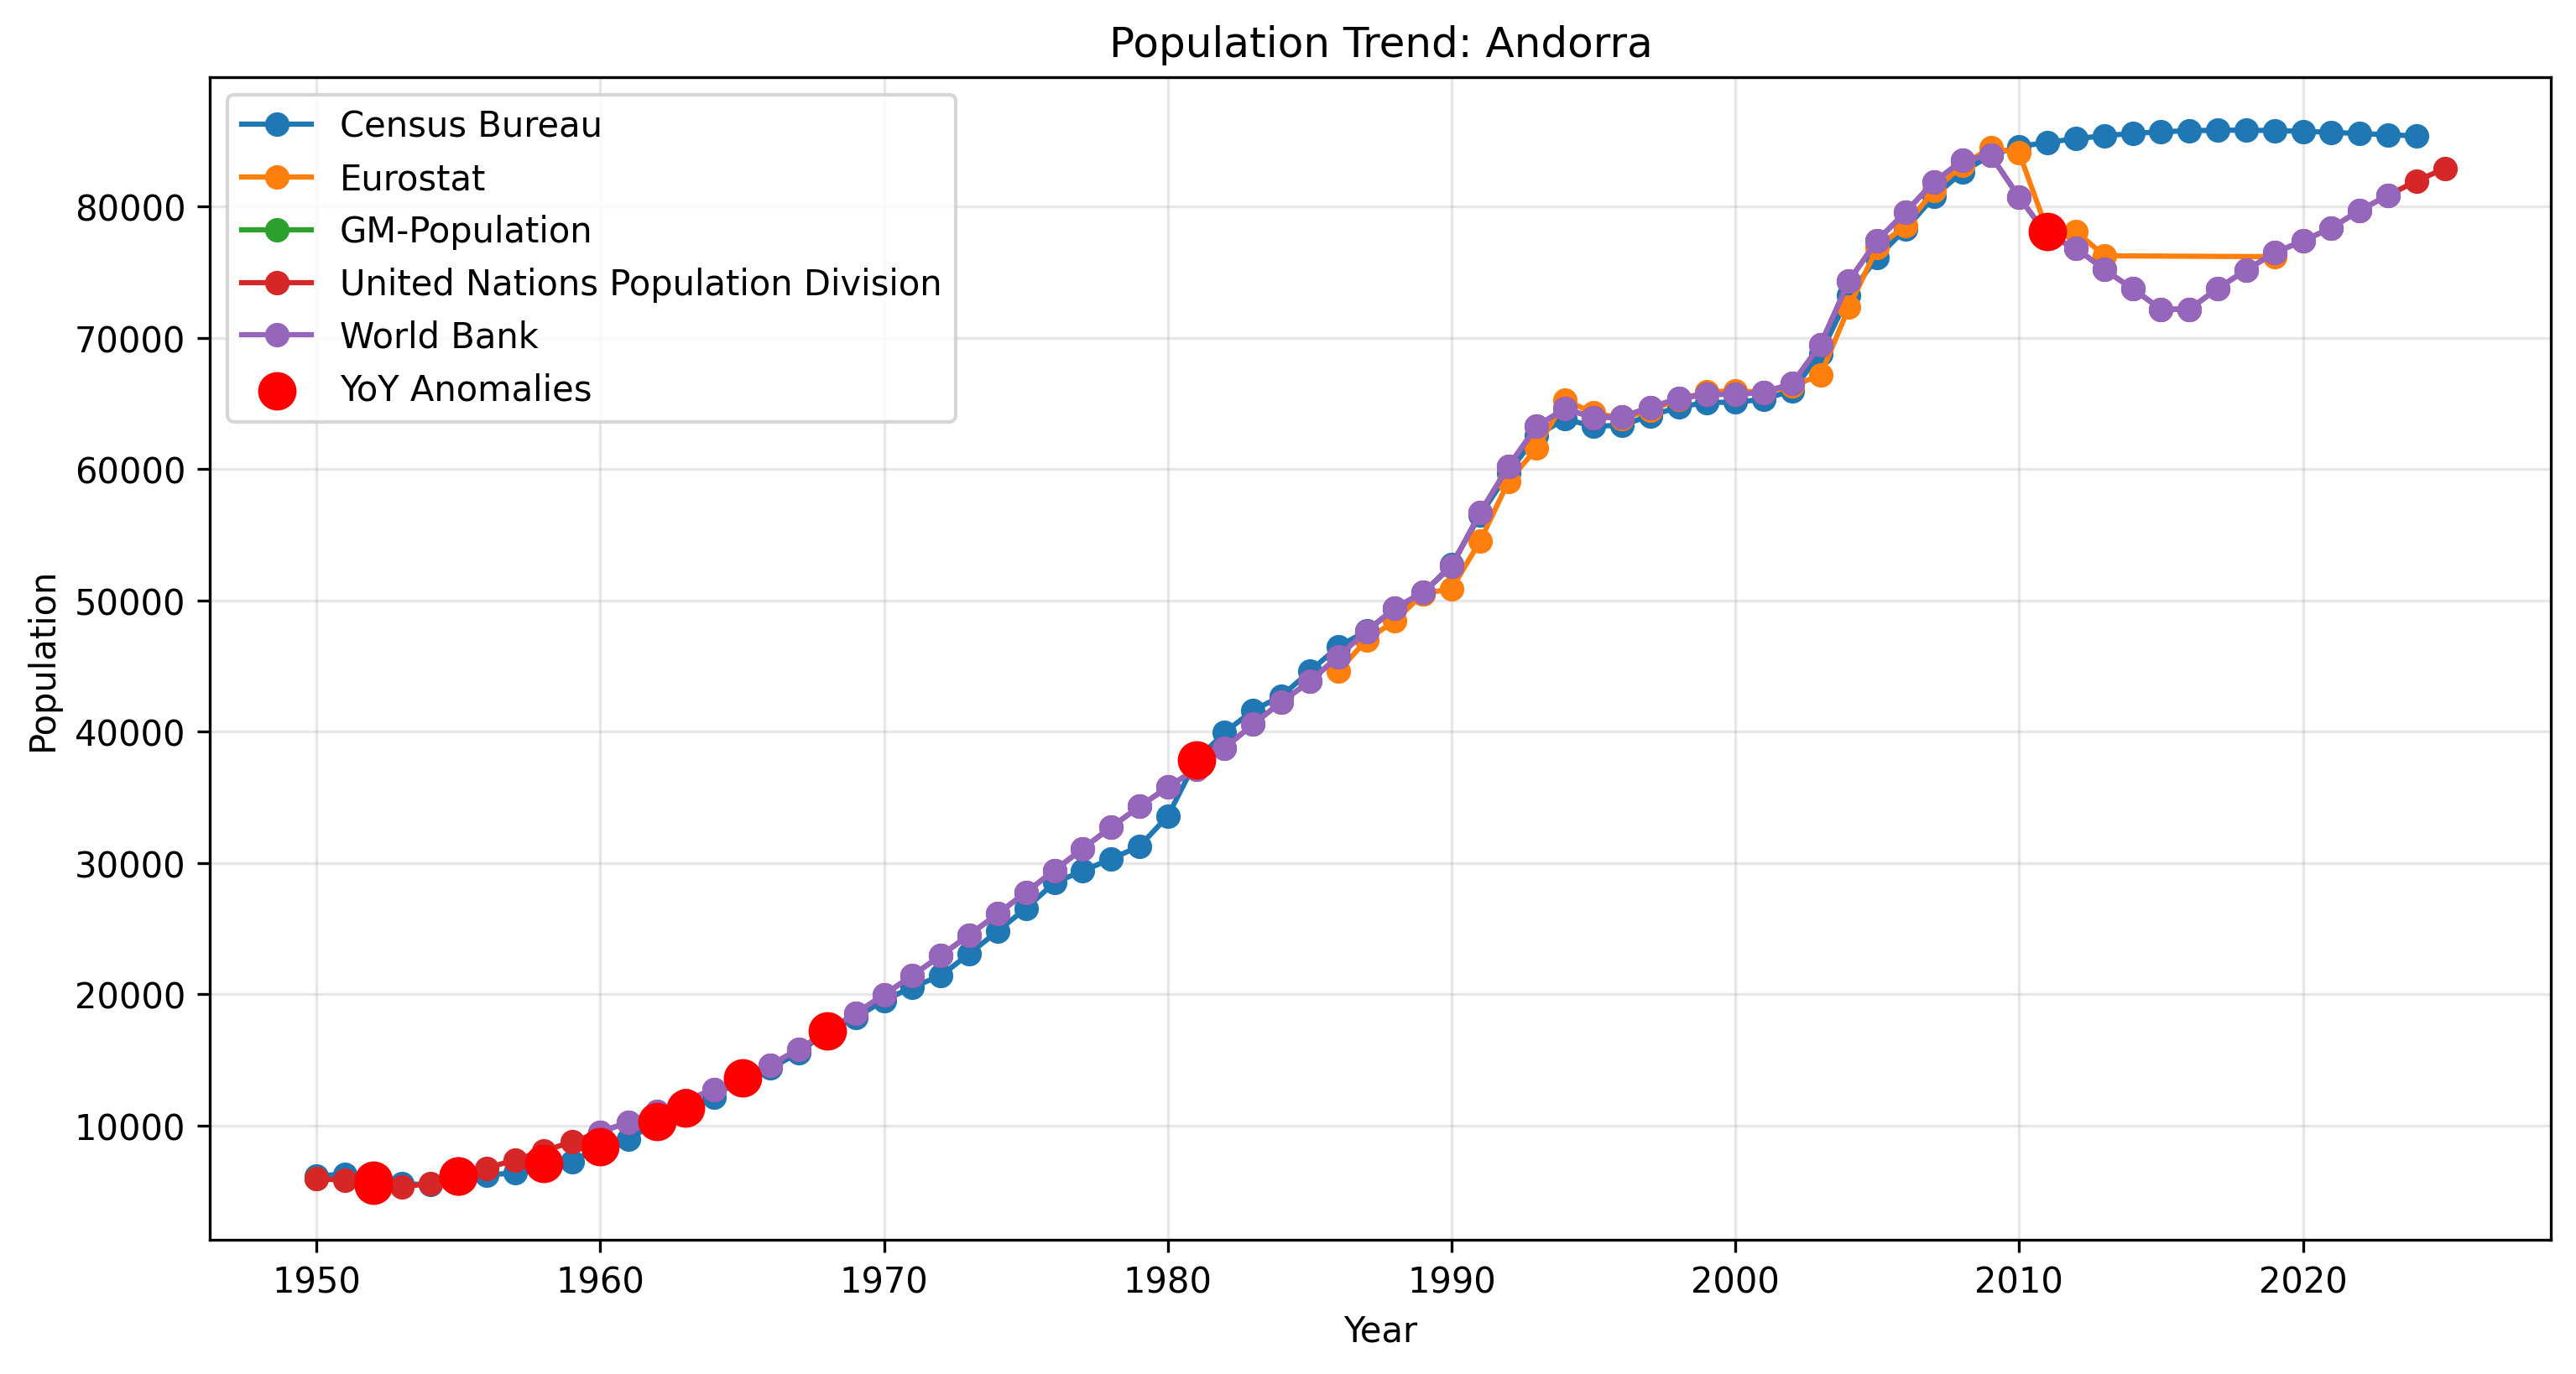 Population Trend: Andorra
Census Bureau
Eurostat
GM-Population
United Nations Population Division
World Bank
YoY Anomalies
80000
70000
60000
50000
40000
30000
20000
10000
Population
1950 1960 1970 1980 1990 2000 2010 2020
Year